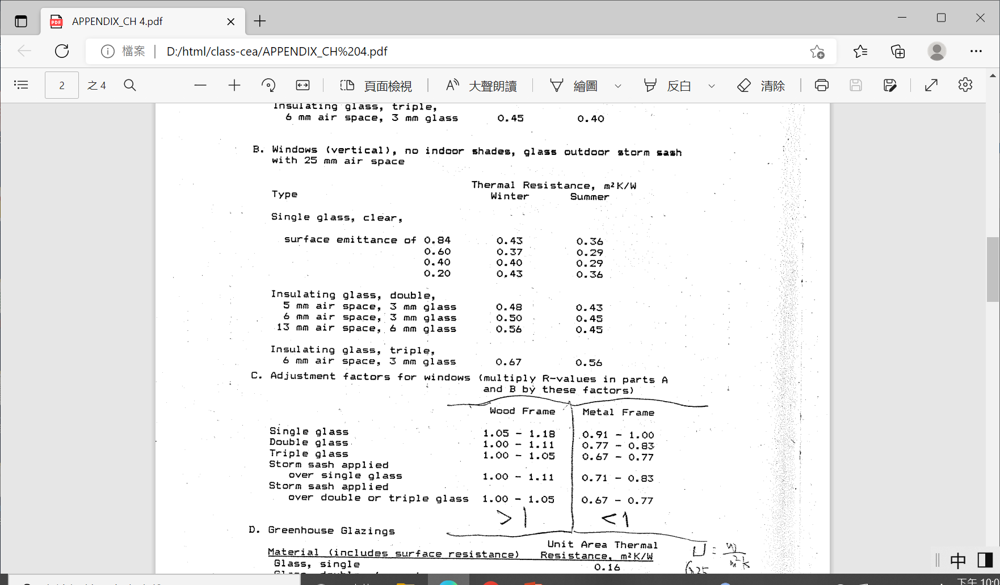 APPENDIX_CH 4.pdf
檔案 D:/html/class-cea/APPENDIX_CH%204.pdf
2 之 4 頁面檢視 大聲朗讀 繪圖 反白 清除
Insulating glass, triple,
6 mm air space, 3 mm glass 0.45 0.40
B. Windows (vertical), no indoor shades, glass outdoor storm sash
with 25 mm air space
Thermal Resistance, m²K/W
Type Winter Summer
Single glass, clear,
surface emittance of 0.84 0.43 0.36
0.60 0.37 0.29
0.40 0.40 0.29
0.20 0.43 0.36
Insulating glass, double,
5 mm air space, 3 mm glass 0.48 0.43
6 mm air space, 3 mm glass 0.50 0.45
13 mm air space, 6 mm glass 0.56 0.45
Insulating glass, triple,
6 mm air space, 3 mm glass 0.67 0.56
C. Adjustment factors for windows (multiply R-values in parts A
and B by these factors)
Wood Frame Metal Frame
Single glass 1.05 - 1.18 0.91 - 1.00
Double glass 1.00 - 1.11 0.77 - 0.83
Triple glass 1.00 - 1.05 0.67 - 0.77
Storm sash applied
over single glass 1.00 - 1.11 0.71 - 0.83
Storm sash applied
over double or triple glass 1.00 - 1.05 0.67 - 0.77
>1 <1
D. Greenhouse Glazings
Unit Area Thermal
Material (includes surface resistance) Resistance, m²K/W
Glass, single 0.16
U = W/m²K
6.25
中
下午